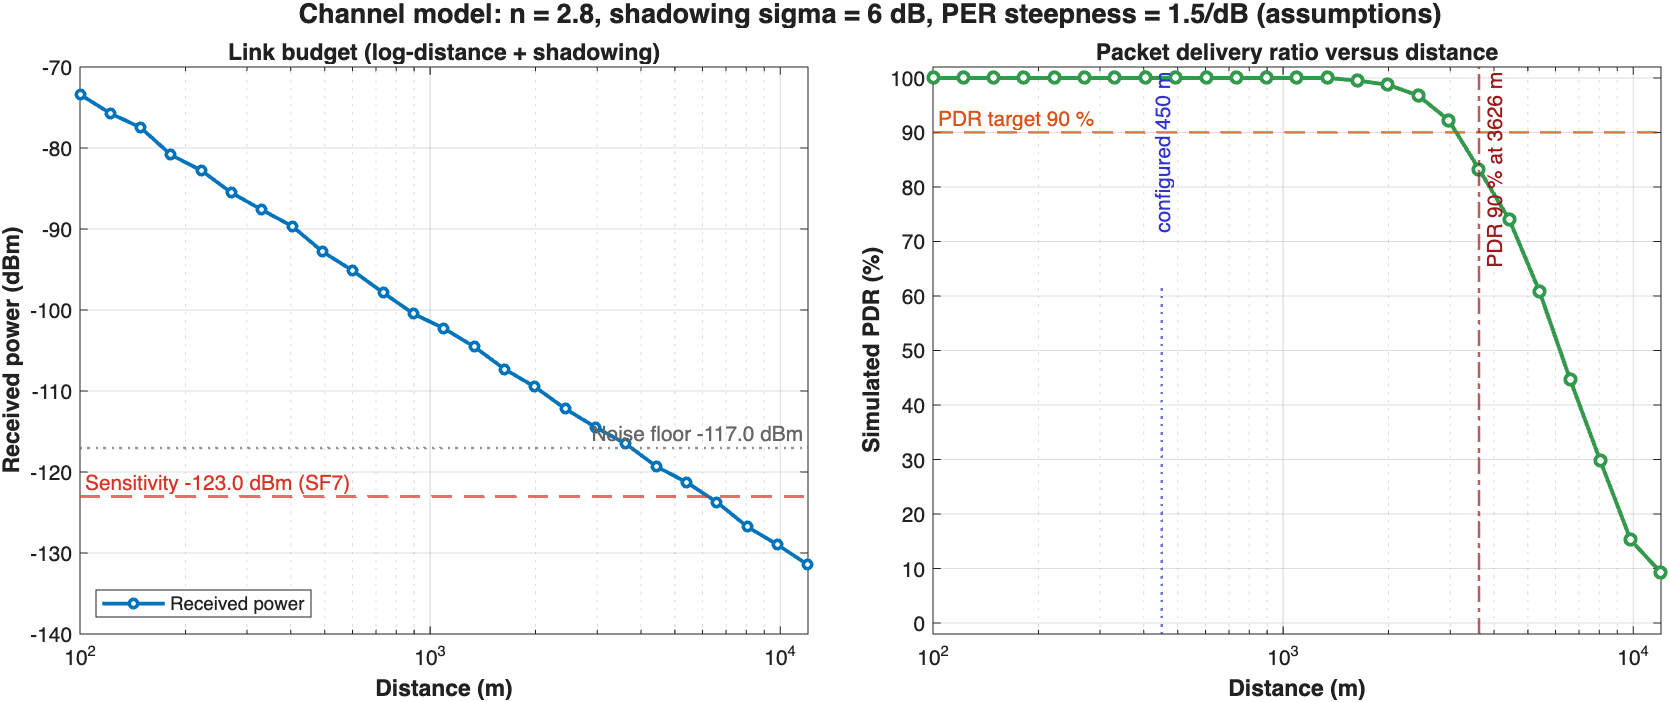 Channel model: n = 2.8, shadowing sigma = 6 dB, PER steepness = 1.5/dB (assumptions)
Link budget (log-distance + shadowing)
Received power (dBm)
-70
-80
-90
-100
-110
-120
-130
-140
Noise floor -117.0 dBm
Sensitivity -123.0 dBm (SF7)
Received power
10²
10³
10⁴
Distance (m)
Packet delivery ratio versus distance
Simulated PDR (%)
100
90
80
70
60
50
40
30
20
10
0
PDR target 90 %
configured 450 m
PDR 90 % at 3626 m
10²
10³
10⁴
Distance (m)